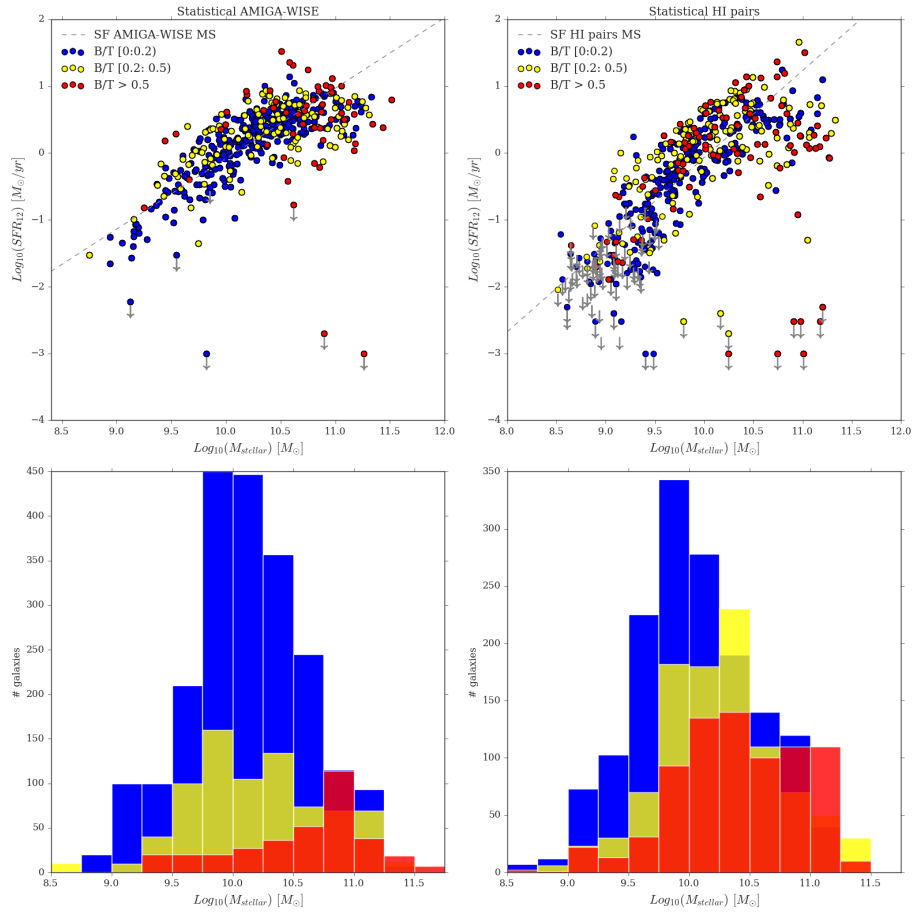 Statistical AMIGA-WISE
SF AMIGA-WISE MS
B/T [0:0.2)
B/T [0.2: 0.5)
B/T > 0.5
2
1
0
−1
−2
−3
−4
Log₁₀(SFR₁₂) [M⊙/yr]
8.5 9.0 9.5 10.0 10.5 11.0 11.5 12.0
Log₁₀(Mstellar) [M⊙]
Statistical HI pairs
SF HI pairs MS
B/T [0:0.2)
B/T [0.2: 0.5)
B/T > 0.5
2
1
0
−1
−2
−3
−4
Log₁₀(SFR₁₂) [M⊙/yr]
8.0 8.5 9.0 9.5 10.0 10.5 11.0 11.5 12.0
Log₁₀(Mstellar) [M⊙]
450
400
350
300
250
200
150
100
50
0
# galaxies
8.5 9.0 9.5 10.0 10.5 11.0 11.5
Log₁₀(Mstellar) [M⊙]
350
300
250
200
150
100
50
0
# galaxies
8.5 9.0 9.5 10.0 10.5 11.0 11.5
Log₁₀(Mstellar) [M⊙]